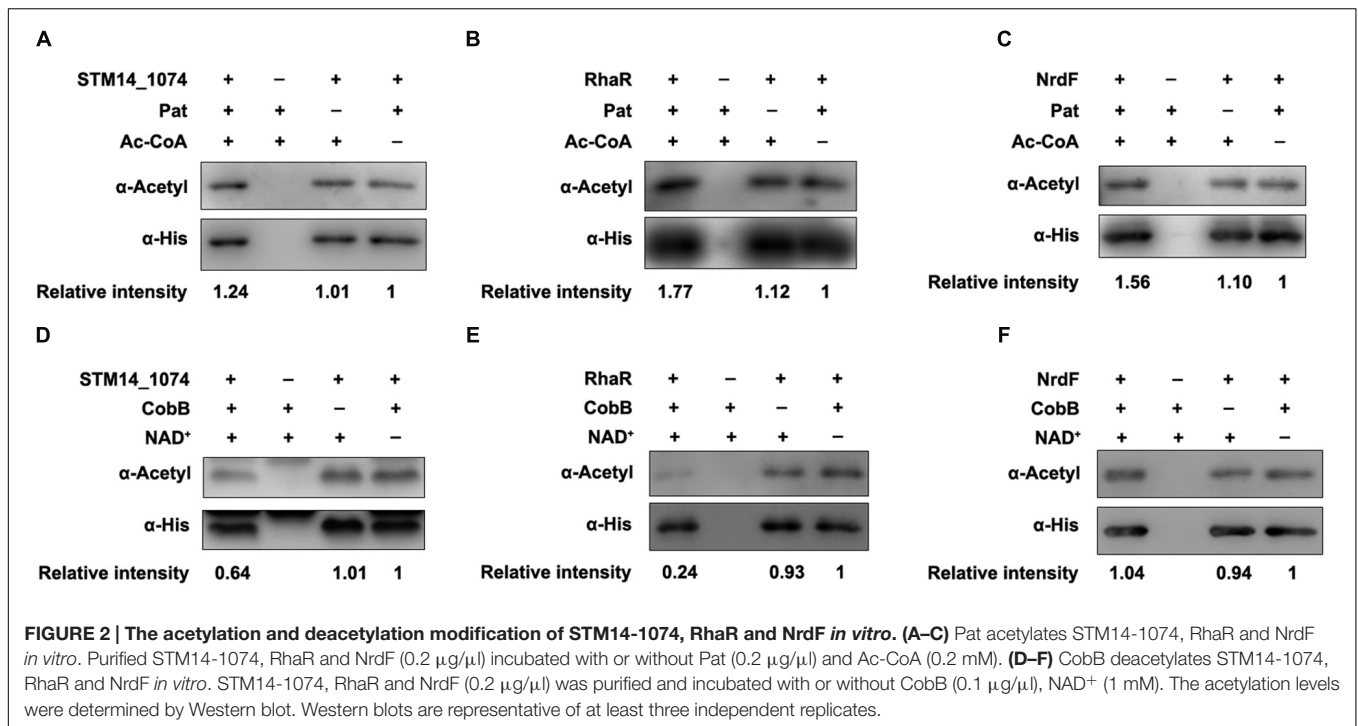 A
STM14_1074 + – + +
Pat + + – +
Ac-CoA + + + –
α-Acetyl
α-His
Relative intensity 1.24 1.01 1
B
RhaR + – + +
Pat + + – +
Ac-CoA + + + –
α-Acetyl
α-His
Relative intensity 1.77 1.12 1
C
NrdF + – + +
Pat + + – +
Ac-CoA + + + –
α-Acetyl
α-His
Relative intensity 1.56 1.10 1
D
STM14_1074 + – + +
CobB + + – +
NAD⁺ + + + –
α-Acetyl
α-His
Relative intensity 0.64 1.01 1
E
RhaR + – + +
CobB + + – +
NAD⁺ + + + –
α-Acetyl
α-His
Relative intensity 0.24 0.93 1
F
NrdF + – + +
CobB + + – +
NAD⁺ + + + –
α-Acetyl
α-His
Relative intensity 1.04 0.94 1
FIGURE 2 | The acetylation and deacetylation modification of STM14-1074, RhaR and NrdF in vitro. (A–C) Pat acetylates STM14-1074, RhaR and NrdF
in vitro. Purified STM14-1074, RhaR and NrdF (0.2 μg/μl) incubated with or without Pat (0.2 μg/μl) and Ac-CoA (0.2 mM). (D–F) CobB deacetylates STM14-1074,
RhaR and NrdF in vitro. STM14-1074, RhaR and NrdF (0.2 μg/μl) was purified and incubated with or without CobB (0.1 μg/μl), NAD⁺ (1 mM). The acetylation levels
were determined by Western blot. Western blots are representative of at least three independent replicates.